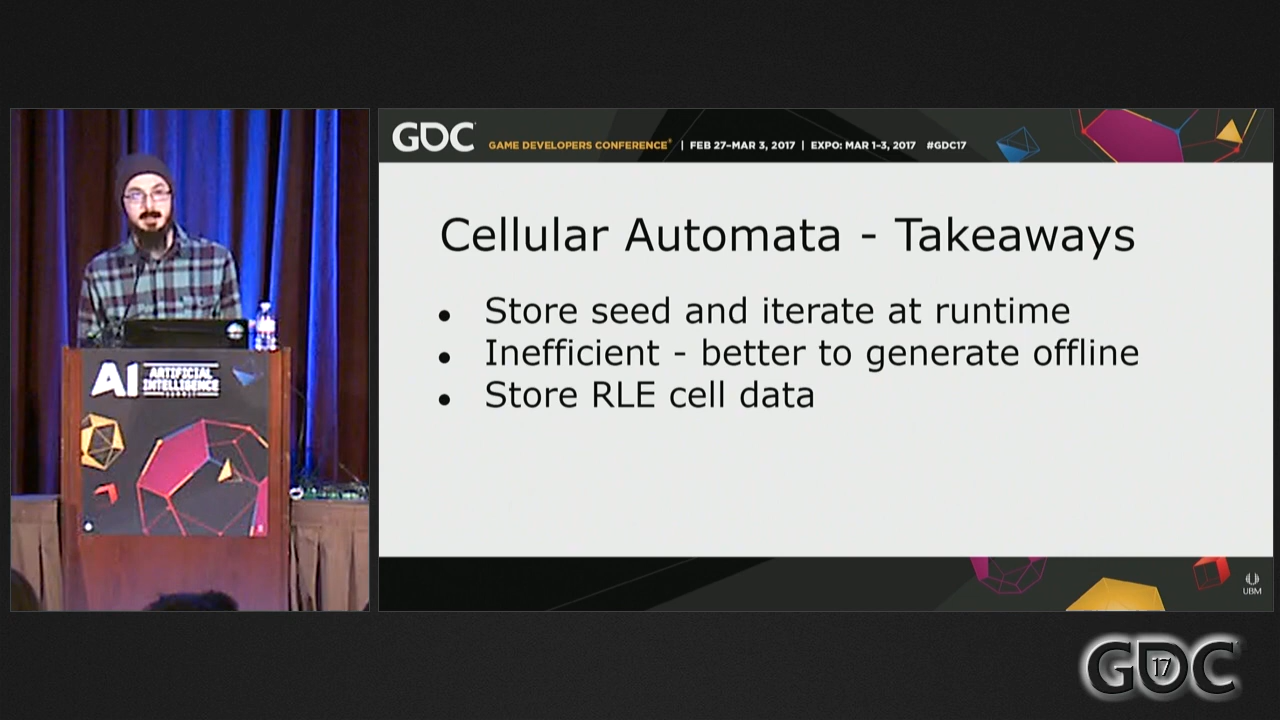 GDC
GAME DEVELOPERS CONFERENCE® | FEB 27–MAR 3, 2017 | EXPO: MAR 1–3, 2017 #GDC17
Cellular Automata - Takeaways
● Store seed and iterate at runtime
● Inefficient - better to generate offline
● Store RLE cell data
AI ARTIFICIAL
INTELLIGENCE
UBM
GDC 17